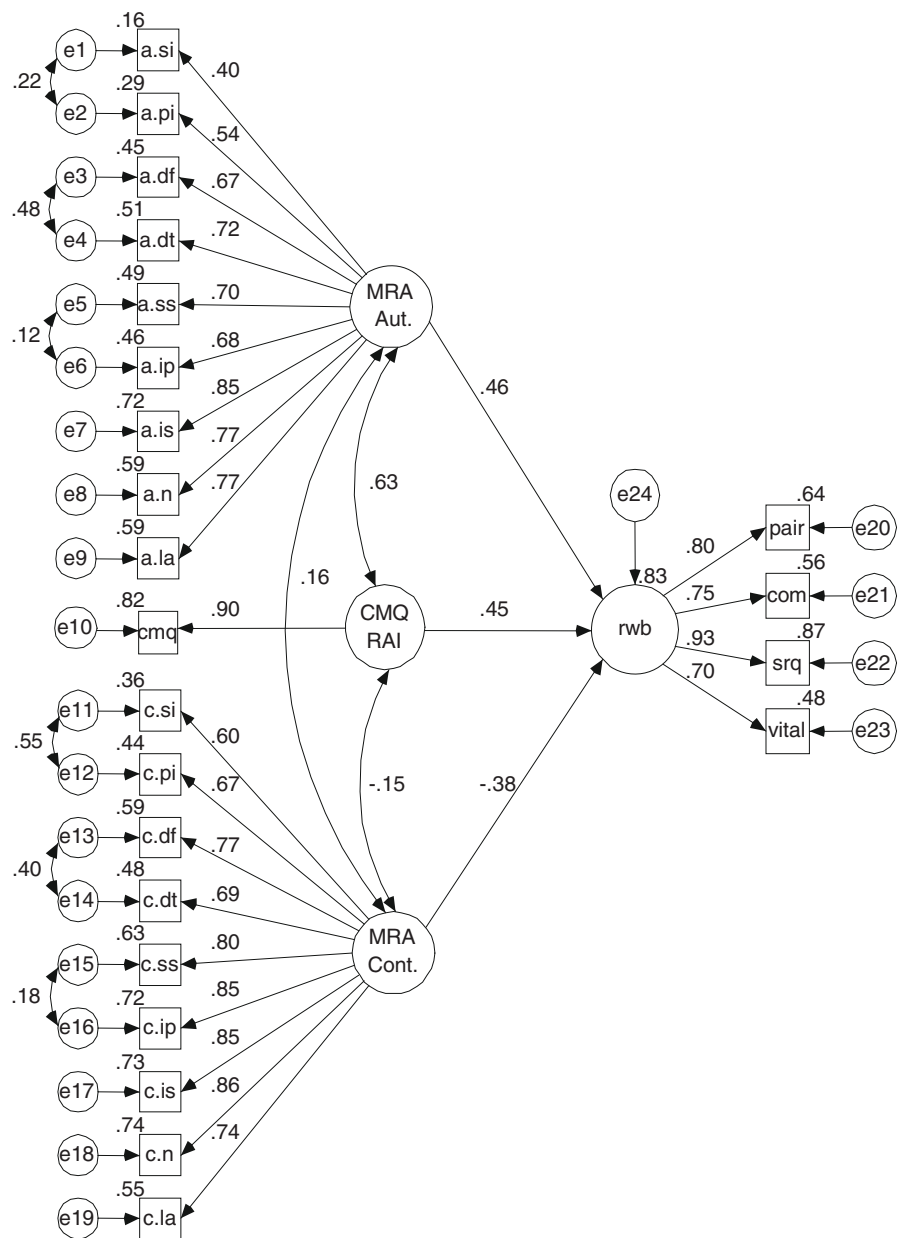 .16
e1
a.si
.40
.22
.29
e2
a.pi
.54
.45
e3
a.df
.67
.48
.51
e4
a.dt
.72
.49
e5
a.ss
.70
.12
.46
e6
a.ip
.68
.72
e7
a.is
.85
.59
e8
a.n
.77
.59
e9
a.la
.77
MRA
Aut.
.46
.63
.16
.82
e10
cmq
.90
CMQ
RAI
.45
e24
.83
rwb
.64
pair
e20
.80
.56
com
e21
.75
.87
srq
e22
.93
.48
vital
e23
.70
.36
e11
c.si
.60
.55
.44
e12
c.pi
.67
.59
e13
c.df
.77
.40
.48
e14
c.dt
.69
.63
e15
c.ss
.80
.18
.72
e16
c.ip
.85
.73
e17
c.is
.85
.74
e18
c.n
.86
.55
e19
c.la
.74
MRA
Cont.
-.15
-.38